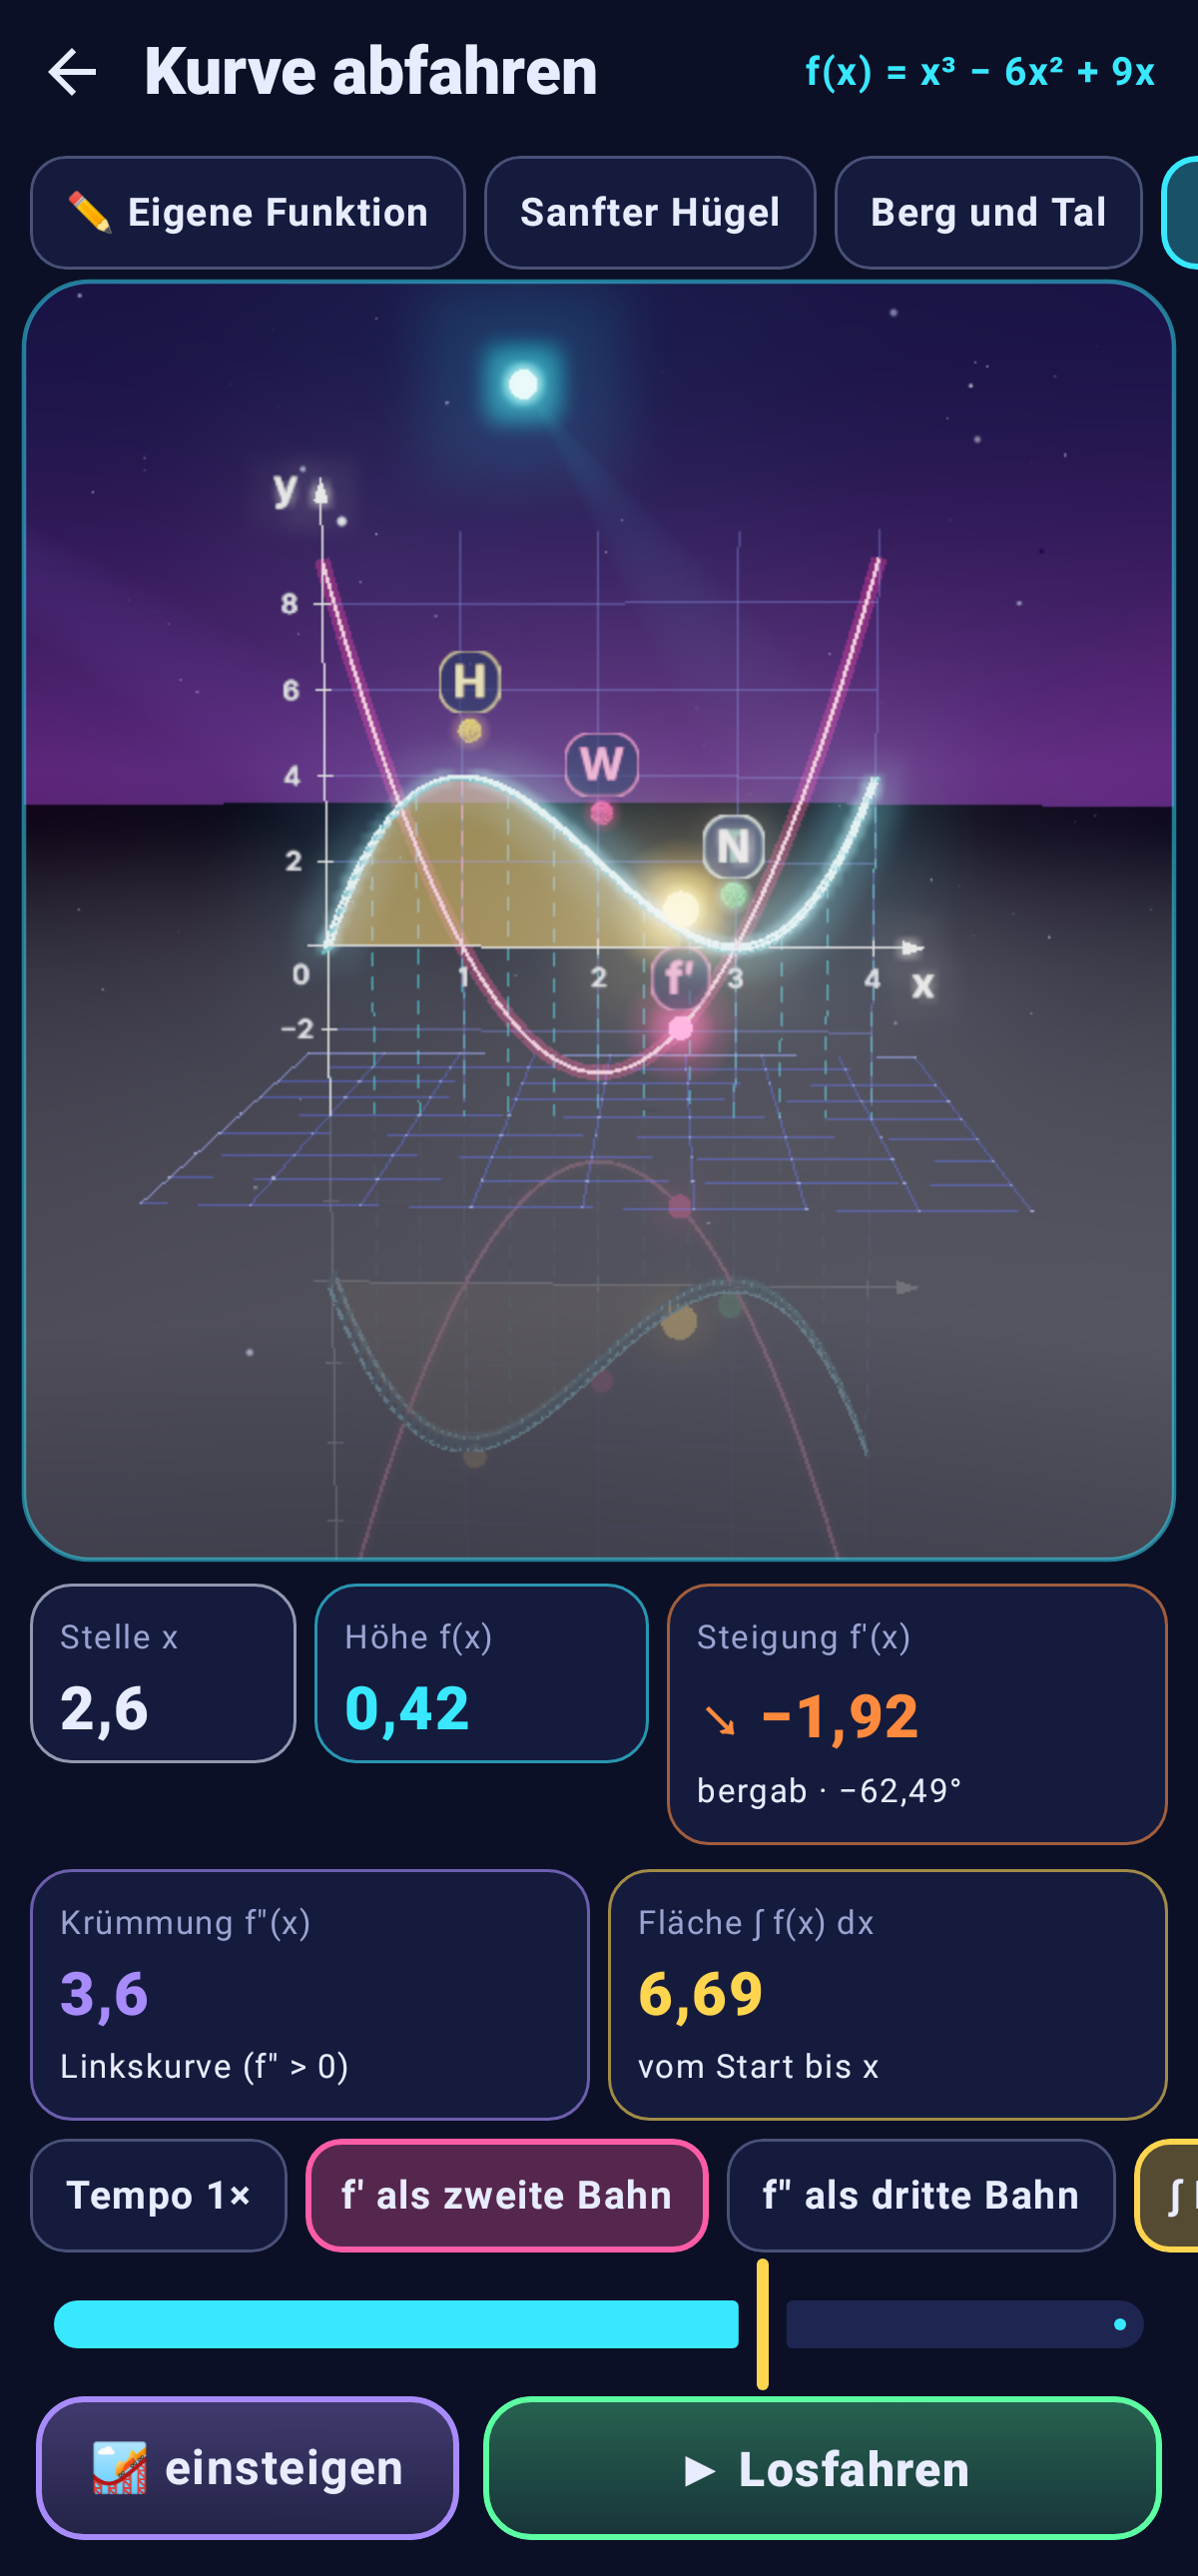 Kurve abfahren
f(x) = x³ − 6x² + 9x
Eigene Funktion
Sanfter Hügel
Berg und Tal
y
8
6
4
2
0
−2
H
W
N
f'
1
2
3
4
x
Stelle x
2,6
Höhe f(x)
0,42
Steigung f'(x)
↘ −1,92
bergab · −62,49°
Krümmung f"(x)
3,6
Linkskurve (f" > 0)
Fläche ∫ f(x) dx
6,69
vom Start bis x
Tempo 1×
f' als zweite Bahn
f" als dritte Bahn
∫
einsteigen
► Losfahren